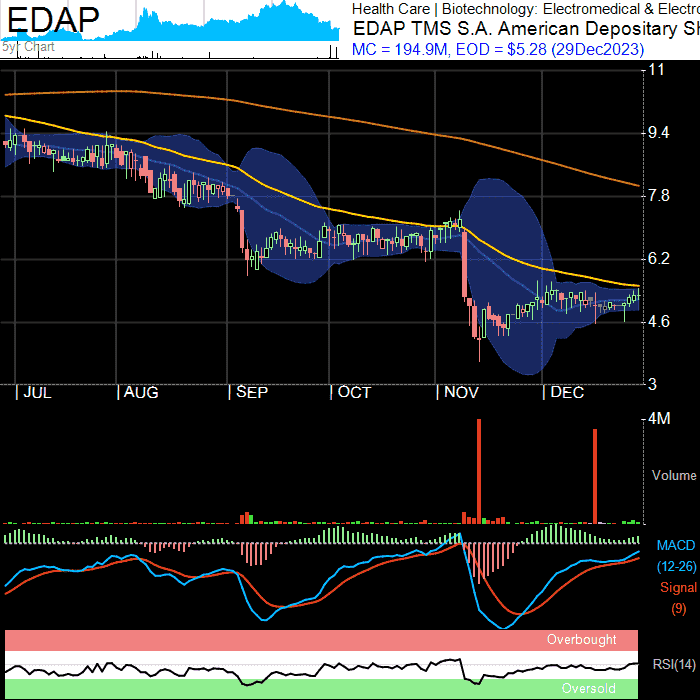 EDAP
5yr Chart
Health Care | Biotechnology: Electromedical & Electro
EDAP TMS S.A. American Depositary Sh
MC = 194.9M, EOD = $5.28 (29Dec2023)
11
9.4
7.8
6.2
4.6
3
JUL
AUG
SEP
OCT
NOV
DEC
4M
Volume
MACD
(12-26)
Signal
(9)
Overbought
RSI(14)
Oversold